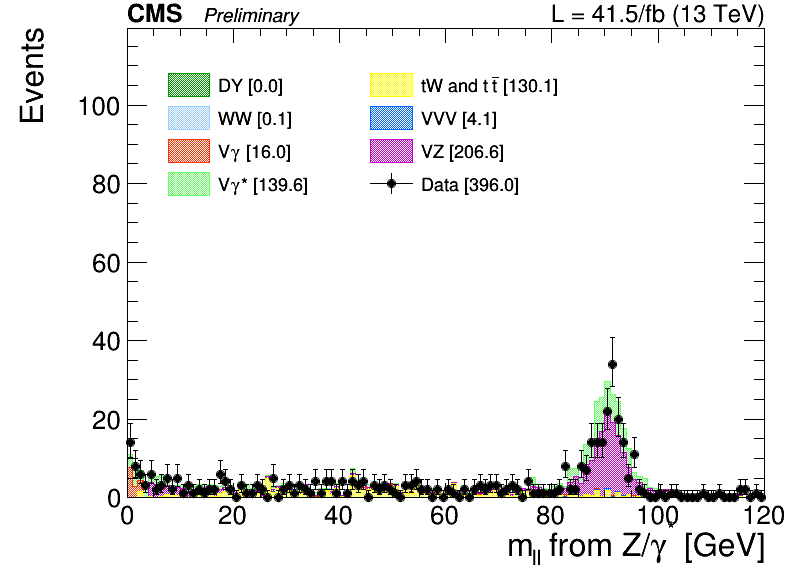 CMS Preliminary L = 41.5/fb (13 TeV)
Events
DY [0.0]
WW [0.1]
Vγ [16.0]
Vγ* [139.6]
tW and tt̅ [130.1]
VVV [4.1]
VZ [206.6]
Data [396.0]
100
80
60
40
20
0
0 20 40 60 80 100 120
m_ll from Z/γ* [GeV]